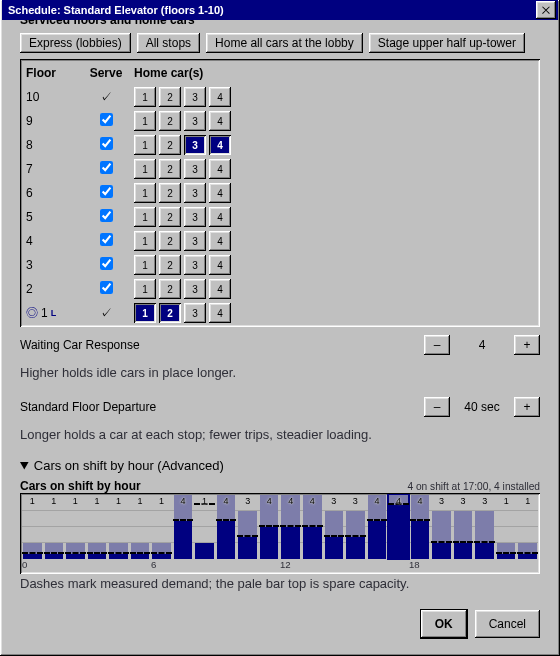 Schedule: Standard Elevator (floors 1-10)
Serviced floors and home cars
Express (lobbies) All stops Home all cars at the lobby Stage upper half up-tower
Floor Serve Home car(s)
10 ✓ 1 2 3 4
9 1 2 3 4
8 1 2 3 4
7 1 2 3 4
6 1 2 3 4
5 1 2 3 4
4 1 2 3 4
3 1 2 3 4
2 1 2 3 4
◎ 1 L ✓ 1 2 3 4
Waiting Car Response – 4 +
Higher holds idle cars in place longer.
Standard Floor Departure – 40 sec +
Longer holds a car at each stop; fewer trips, steadier loading.
Cars on shift by hour (Advanced)
Cars on shift by hour 4 on shift at 17:00, 4 installed
1 1 1 1 1 1 1 4 1 4 3 4 4 4 3 3 4 4 4 3 3 3 1 1
0 6 12 18
Dashes mark measured demand; the pale bar top is spare capacity.
OK Cancel